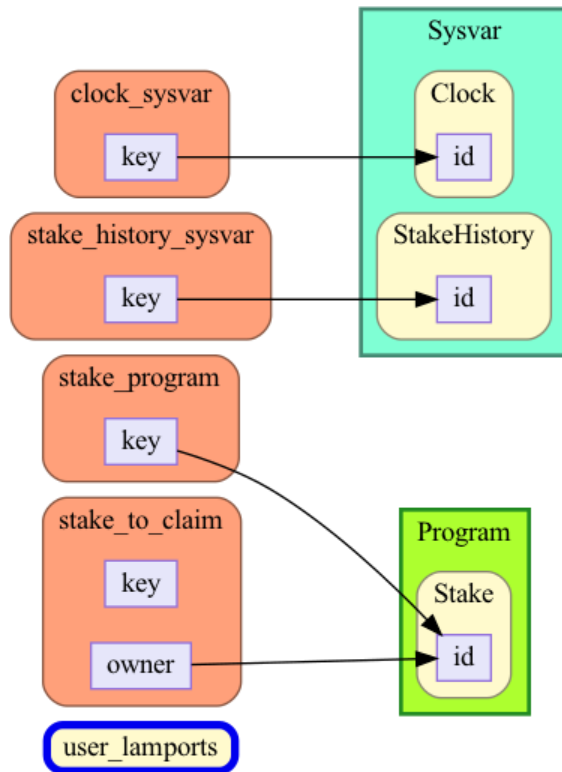 Sysvar
clock_sysvar
key
Clock
id
stake_history_sysvar
key
StakeHistory
id
stake_program
key
stake_to_claim
key
owner
Program
Stake
id
user_lamports